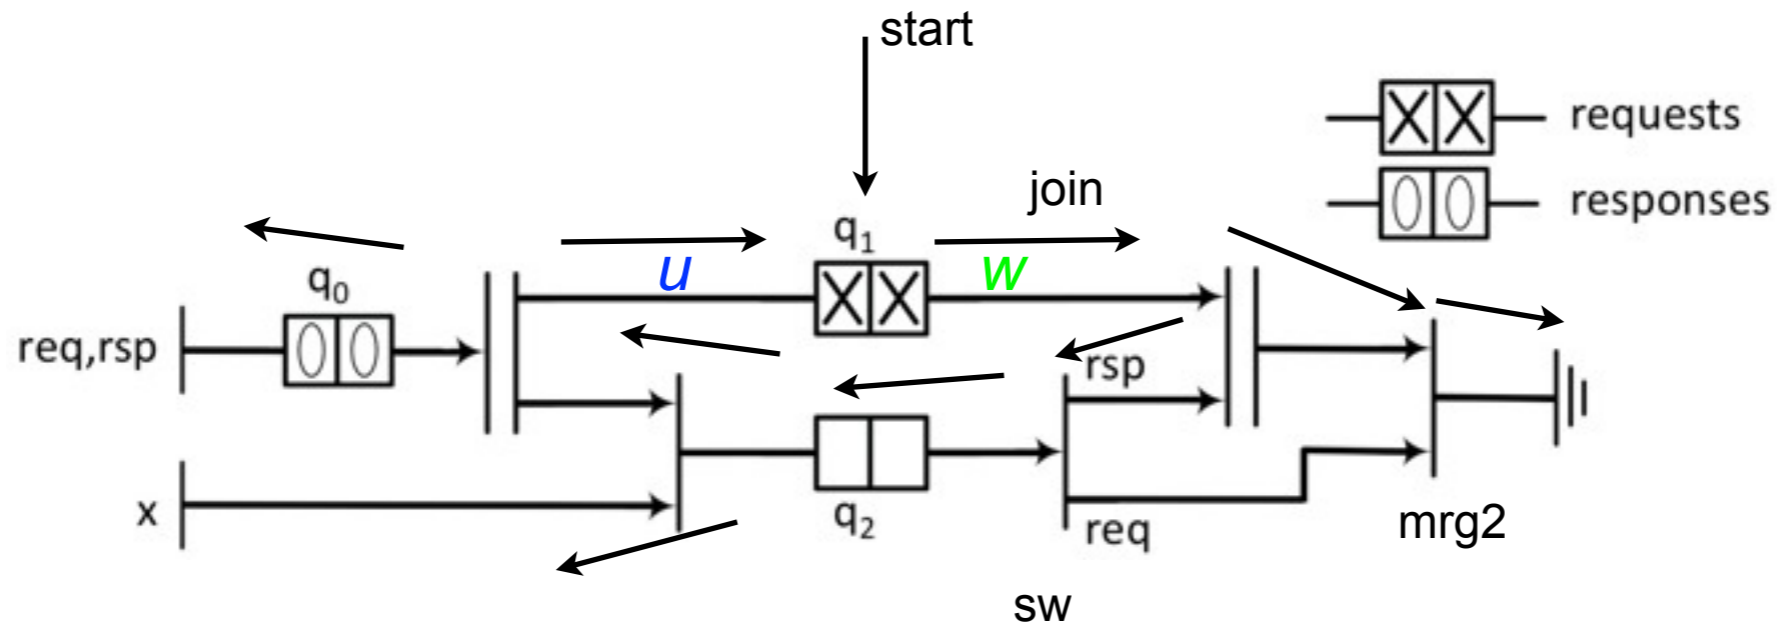 start
requests
responses
join
q1
u
w
q0
req,rsp
rsp
x
q2
req
mrg2
sw